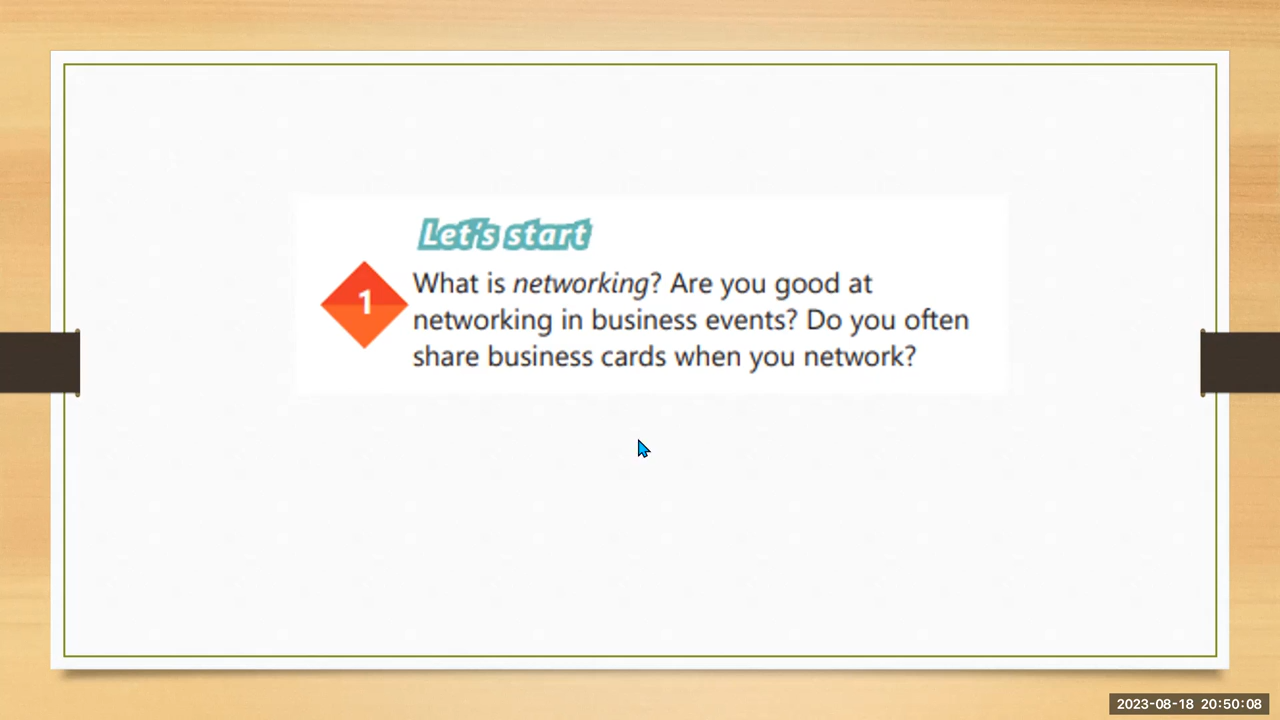 Let's start
1
What is networking? Are you good at
networking in business events? Do you often
share business cards when you network?
2023-08-18 20:50:08